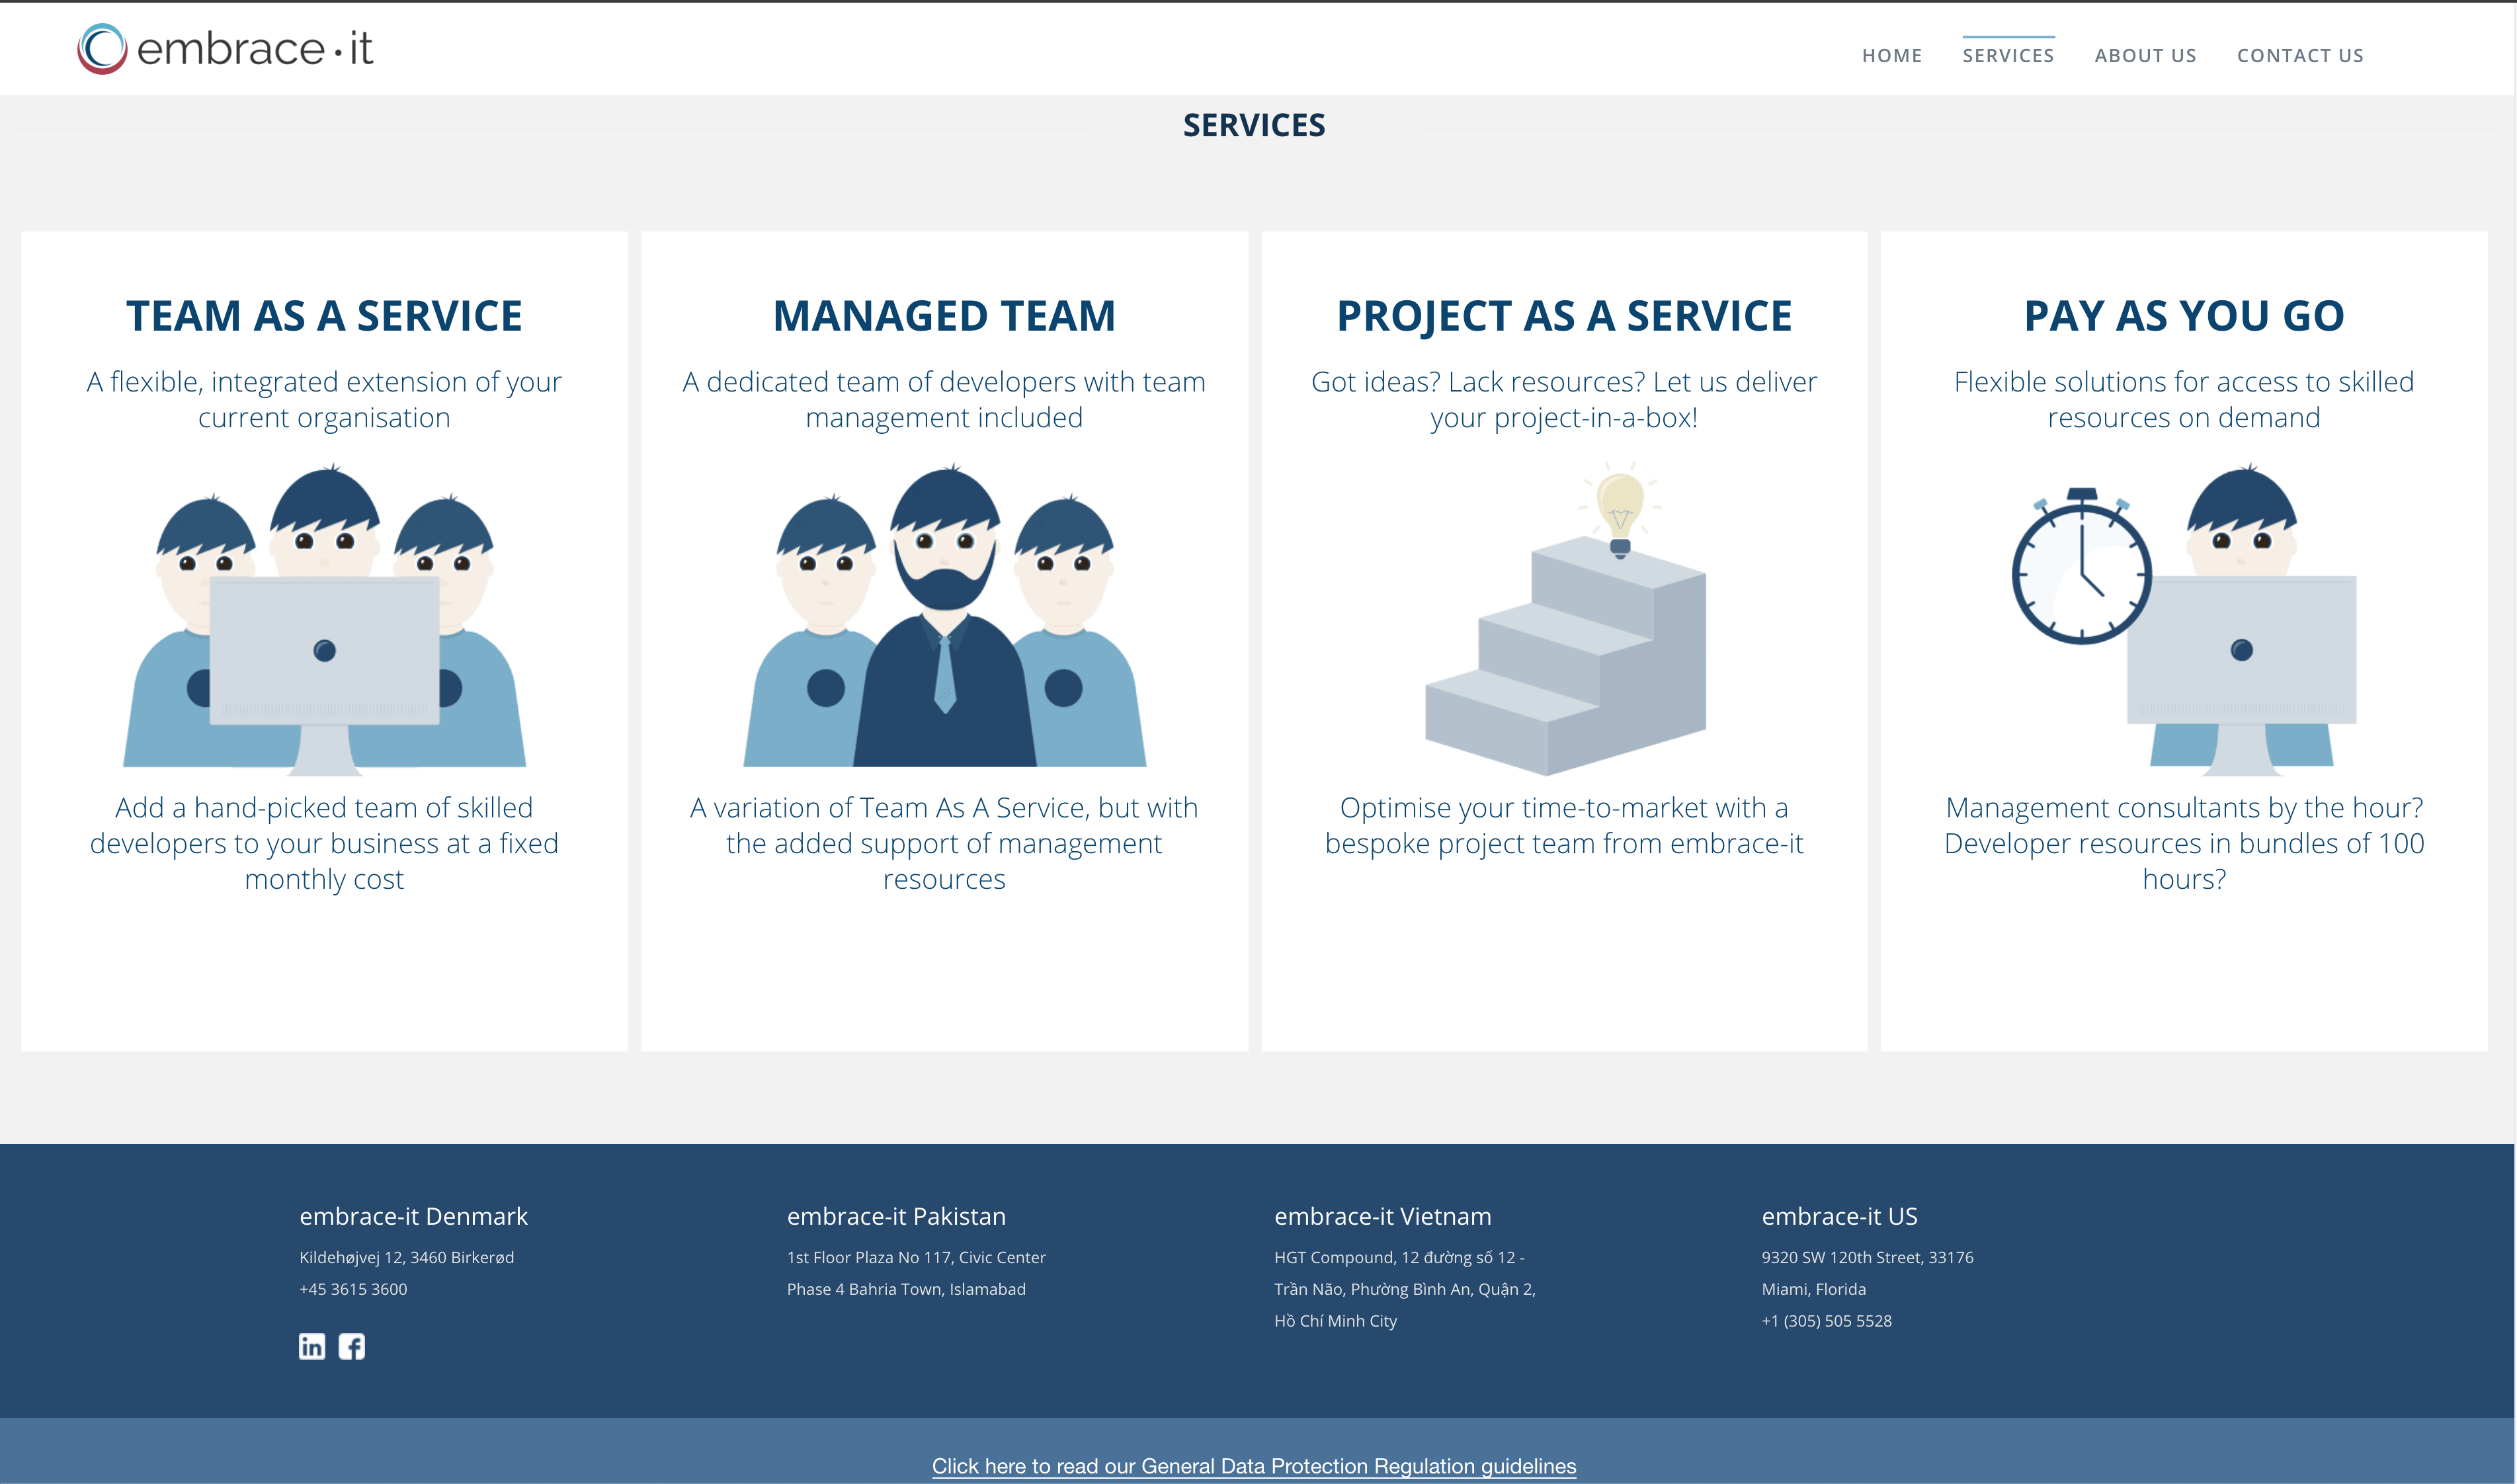 embrace·it
HOME
SERVICES
ABOUT US
CONTACT US
SERVICES
TEAM AS A SERVICE
A flexible, integrated extension of your
current organisation
Add a hand-picked team of skilled
developers to your business at a fixed
monthly cost
MANAGED TEAM
A dedicated team of developers with team
management included
A variation of Team As A Service, but with
the added support of management
resources
PROJECT AS A SERVICE
Got ideas? Lack resources? Let us deliver
your project-in-a-box!
Optimise your time-to-market with a
bespoke project team from embrace-it
PAY AS YOU GO
Flexible solutions for access to skilled
resources on demand
Management consultants by the hour?
Developer resources in bundles of 100
hours?
embrace-it Denmark
Kildehøjvej 12, 3460 Birkerød
+45 3615 3600
in f
embrace-it Pakistan
1st Floor Plaza No 117, Civic Center
Phase 4 Bahria Town, Islamabad
embrace-it Vietnam
HGT Compound, 12 đường số 12 -
Trần Não, Phường Bình An, Quận 2,
Hồ Chí Minh City
embrace-it US
9320 SW 120th Street, 33176
Miami, Florida
+1 (305) 505 5528
Click here to read our General Data Protection Regulation guidelines